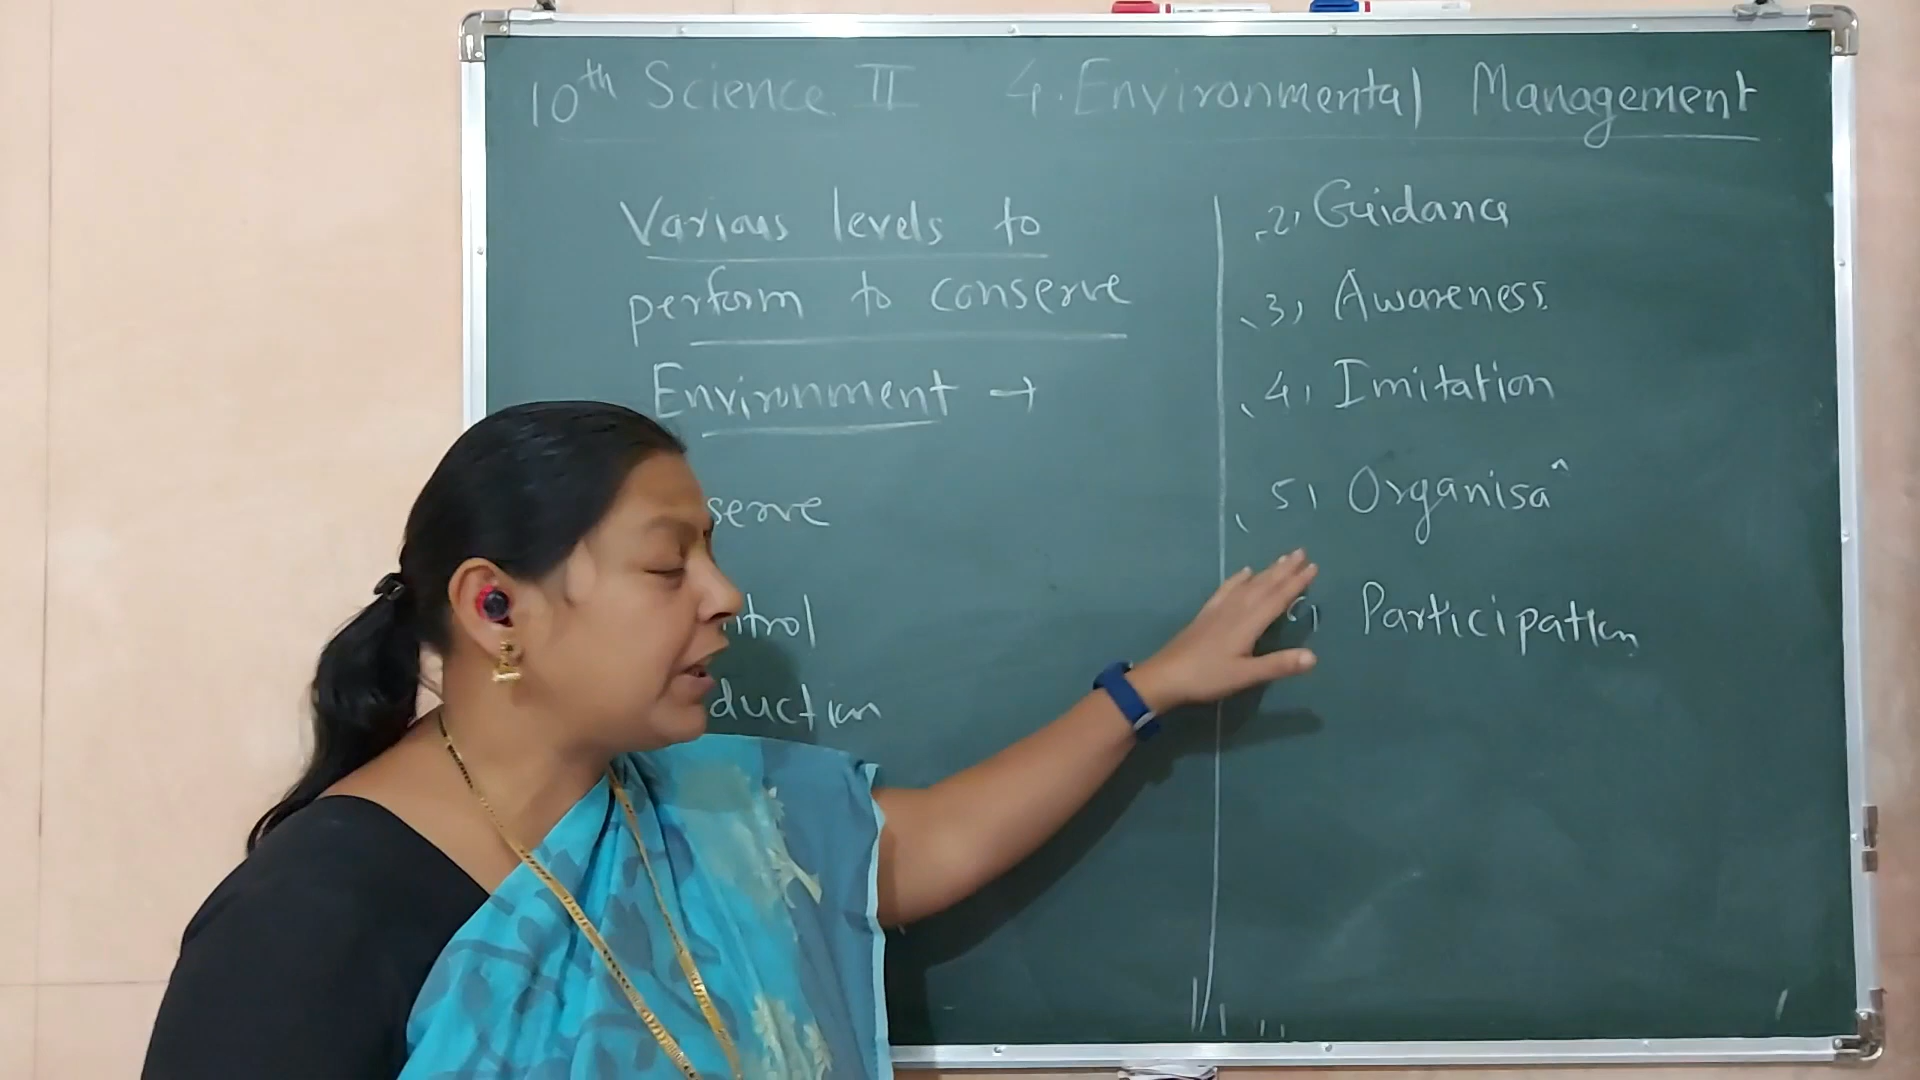 10th Science II 4. Environmental Management
Various levels to
perform to conserve
Environment →
serve
ntrol
duction
2) Guidance
3) Awareness
4) Imitation
5) Organisa^
Participation